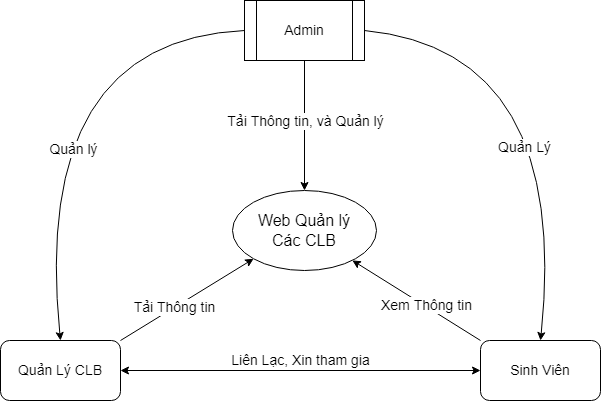 Admin
Tải Thông tin, và Quản lý
Quản lý
Quản Lý
Web Quản lý
Các CLB
Tải Thông tin
Xem Thông tin
Liên Lạc, Xin tham gia
Quản Lý CLB
Sinh Viên